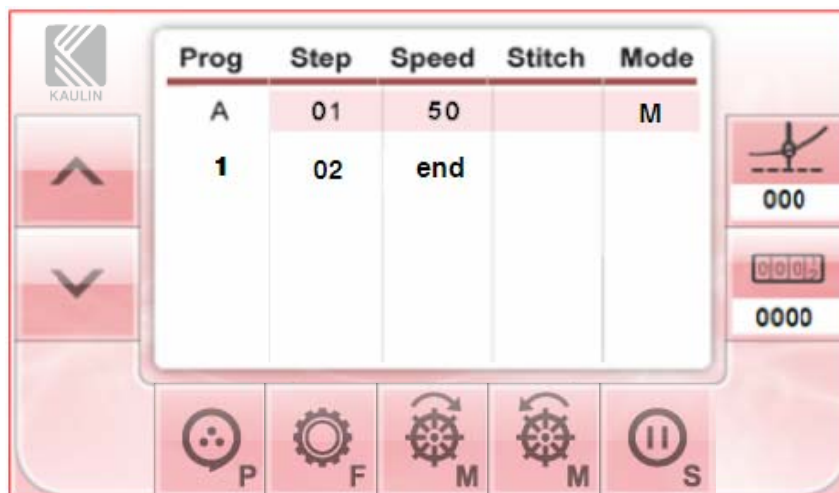 KAULIN
Prog Step Speed Stitch Mode
A 01 50 M
1 02 end
000
0000
P F M M S